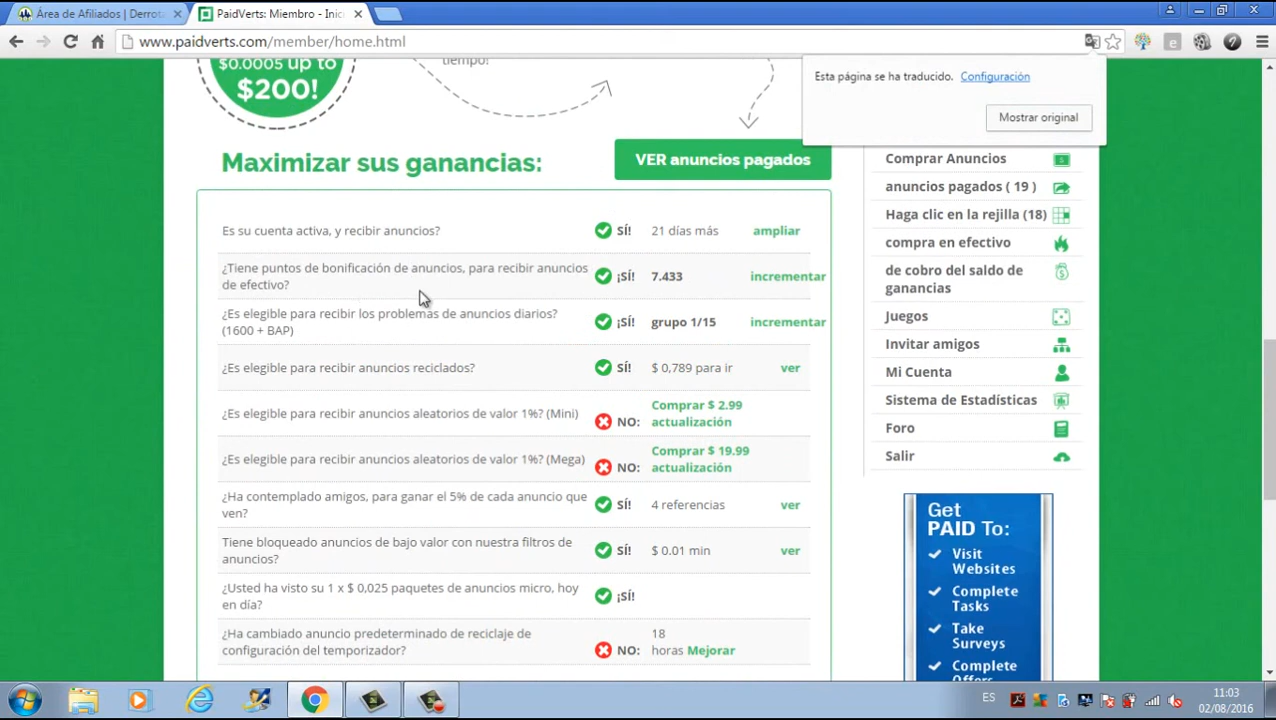 Área de Afiliados | Derrota
PaidVerts: Miembro - Inic
www.paidverts.com/member/home.html
Esta página se ha traducido. Configuración
Mostrar original
$0.0005 up to
$200!
tiempo!
Maximizar sus ganancias:
VER anuncios pagados
Es su cuenta activa, y recibir anuncios? SÍ! 21 días más ampliar
¿Tiene puntos de bonificación de anuncios, para recibir anuncios
de efectivo? ¡SÍ! 7.433 incrementar
¿Es elegible para recibir los problemas de anuncios diarios?
(1600 + BAP) ¡SÍ! grupo 1/15 incrementar
¿Es elegible para recibir anuncios reciclados? SÍ! $ 0,789 para ir ver
¿Es elegible para recibir anuncios aleatorios de valor 1%? (Mini) NO: Comprar $ 2.99
actualización
¿Es elegible para recibir anuncios aleatorios de valor 1%? (Mega) NO: Comprar $ 19.99
actualización
¿Ha contemplado amigos, para ganar el 5% de cada anuncio que
ven? SÍ! 4 referencias ver
Tiene bloqueado anuncios de bajo valor con nuestra filtros de
anuncios? SÍ! $ 0.01 min ver
¿Usted ha visto su 1 x $ 0,025 paquetes de anuncios micro, hoy
en día? ¡SÍ!
¿Ha cambiado anuncio predeterminado de reciclaje de
configuración del temporizador? NO: 18
horas Mejorar
Comprar Anuncios
anuncios pagados ( 19 )
Haga clic en la rejilla (18)
compra en efectivo
de cobro del saldo de
ganancias
Juegos
Invitar amigos
Mi Cuenta
Sistema de Estadísticas
Foro
Salir
Get
PAID To:
Visit
Websites
Complete
Tasks
Take
Surveys
Complete
Offers
ES
11:03
02/08/2016